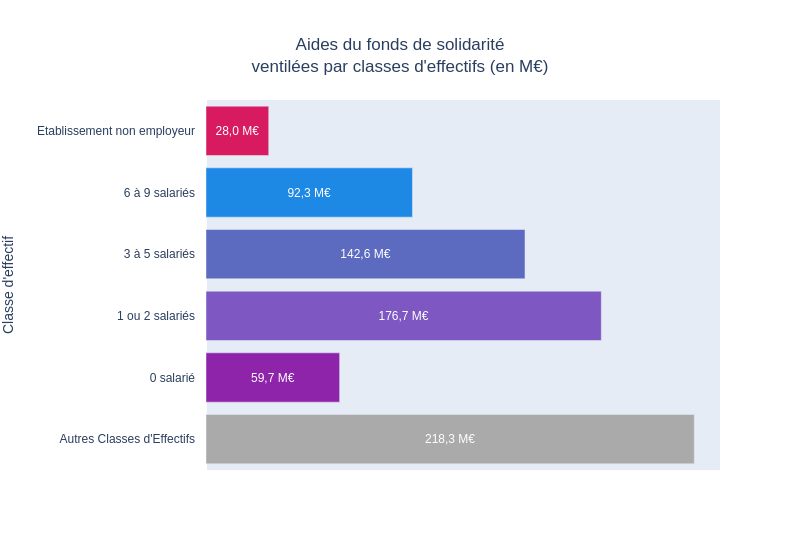 Aides du fonds de solidarité
ventilées par classes d'effectifs (en M€)
Classe d'effectif
Etablissement non employeur
28,0 M€
6 à 9 salariés
92,3 M€
3 à 5 salariés
142,6 M€
1 ou 2 salariés
176,7 M€
0 salarié
59,7 M€
Autres Classes d'Effectifs
218,3 M€